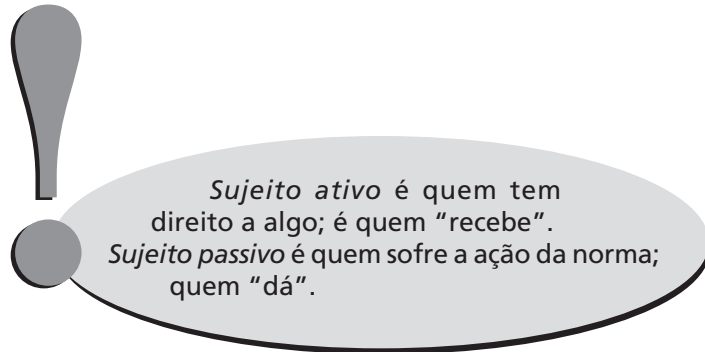 Sujeito ativo é quem tem
direito a algo; é quem “recebe”.
Sujeito passivo é quem sofre a ação da norma;
quem “dá”.